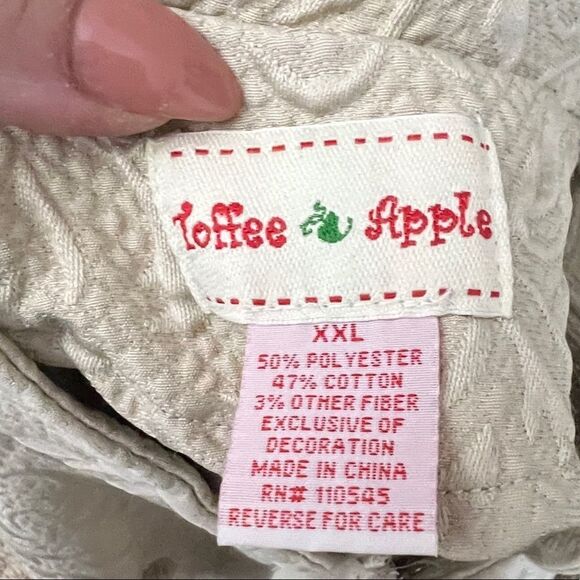 Toffee Apple
XXL
50% POLYESTER
47% COTTON
3% OTHER FIBER
EXCLUSIVE OF
DECORATION
MADE IN CHINA
RN# 110545
REVERSE FOR CARE